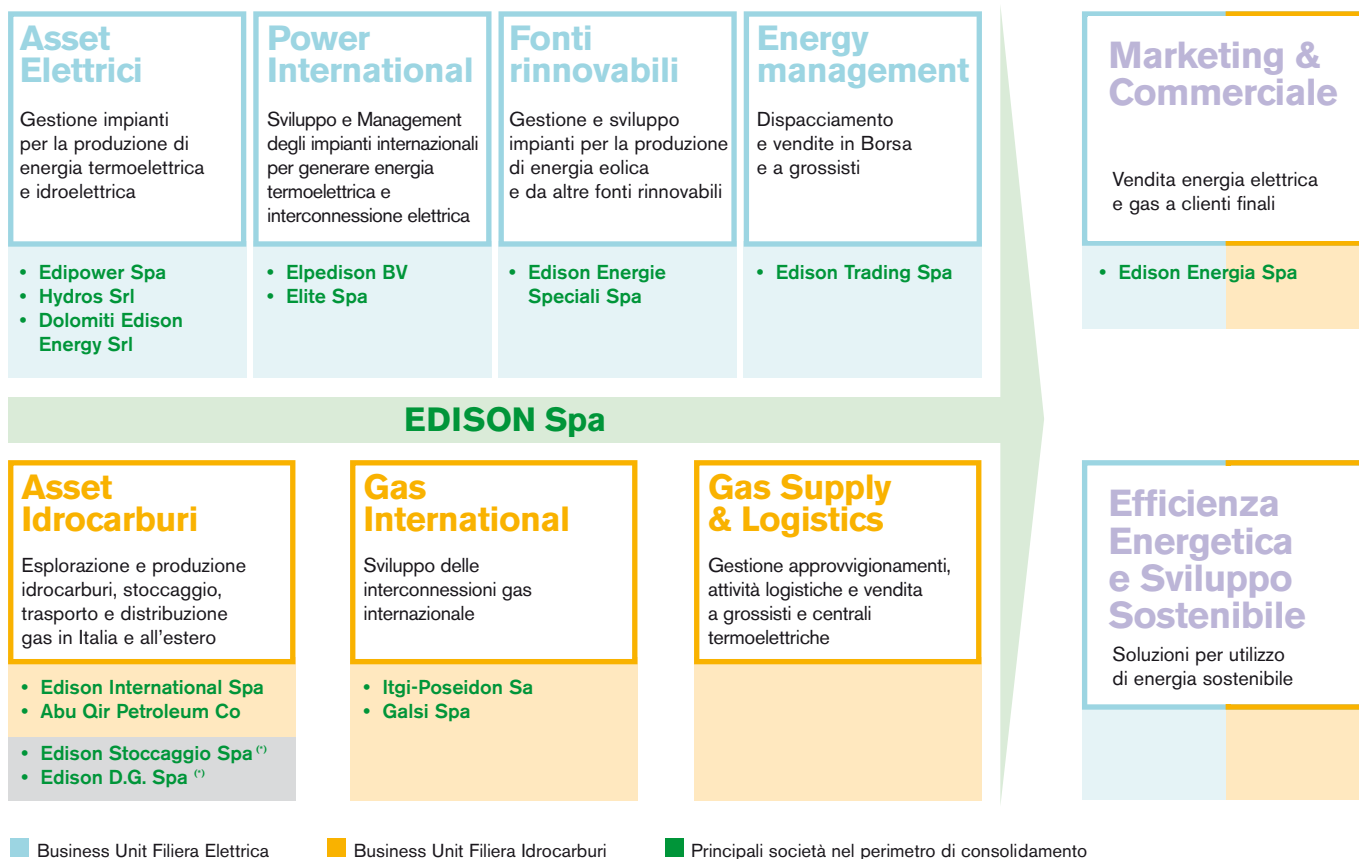 Asset
Elettrici
Gestione impianti
per la produzione di
energia termoelettrica
e idroelettrica
• Edipower Spa
• Hydros Srl
• Dolomiti Edison
Energy Srl
Power
International
Sviluppo e Management
degli impianti internazionali
per generare energia
termoelettrica e
interconnessione elettrica
• Elpedison BV
• Elite Spa
Fonti
rinnovabili
Gestione e sviluppo
impianti per la produzione
di energia eolica
e da altre fonti rinnovabili
• Edison Energie
Speciali Spa
Energy
management
Dispacciamento
e vendite in Borsa
e a grossisti
• Edison Trading Spa
Marketing &
Commerciale
Vendita energia elettrica
e gas a clienti finali
• Edison Energia Spa
EDISON Spa
Asset
Idrocarburi
Esplorazione e produzione
idrocarburi, stoccaggio,
trasporto e distribuzione
gas in Italia e all'estero
• Edison International Spa
• Abu Qir Petroleum Co
• Edison Stoccaggio Spa (*)
• Edison D.G. Spa (*)
Gas
International
Sviluppo delle
interconnessioni gas
internazionale
• Itgi-Poseidon Sa
• Galsi Spa
Gas Supply
& Logistics
Gestione approvvigionamenti,
attività logistiche e vendita
a grossisti e centrali
termoelettriche
Efficienza
Energetica
e Sviluppo
Sostenibile
Soluzioni per utilizzo
di energia sostenibile
Business Unit Filiera Elettrica
Business Unit Filiera Idrocarburi
Principali società nel perimetro di consolidamento